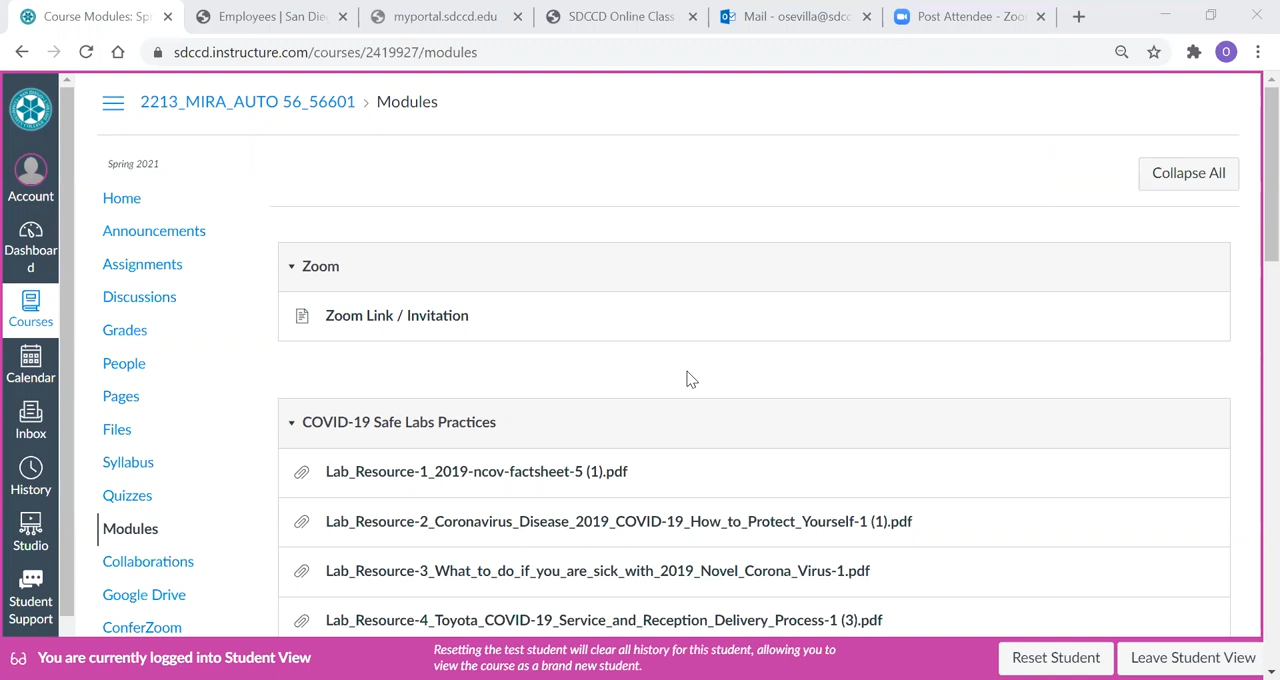 Course Modules: Spi
Employees | San Die
myportal.sdccd.edu
SDCCD Online Class
Mail - osevilla@sdcc
Post Attendee - Zoo
sdccd.instructure.com/courses/2419927/modules
O
2213_MIRA_AUTO 56_56601 › Modules
Spring 2021
Collapse All
Account
Dashboar
d
Courses
Calendar
Inbox
History
Studio
Student
Support
Home
Announcements
Assignments
Discussions
Grades
People
Pages
Files
Syllabus
Quizzes
Modules
Collaborations
Google Drive
ConferZoom
Zoom
Zoom Link / Invitation
COVID-19 Safe Labs Practices
Lab_Resource-1_2019-ncov-factsheet-5 (1).pdf
Lab_Resource-2_Coronavirus_Disease_2019_COVID-19_How_to_Protect_Yourself-1 (1).pdf
Lab_Resource-3_What_to_do_if_you_are_sick_with_2019_Novel_Corona_Virus-1.pdf
Lab_Resource-4_Toyota_COVID-19_Service_and_Reception_Delivery_Process-1 (3).pdf
You are currently logged into Student View
Resetting the test student will clear all history for this student, allowing you to
view the course as a brand new student.
Reset Student
Leave Student View